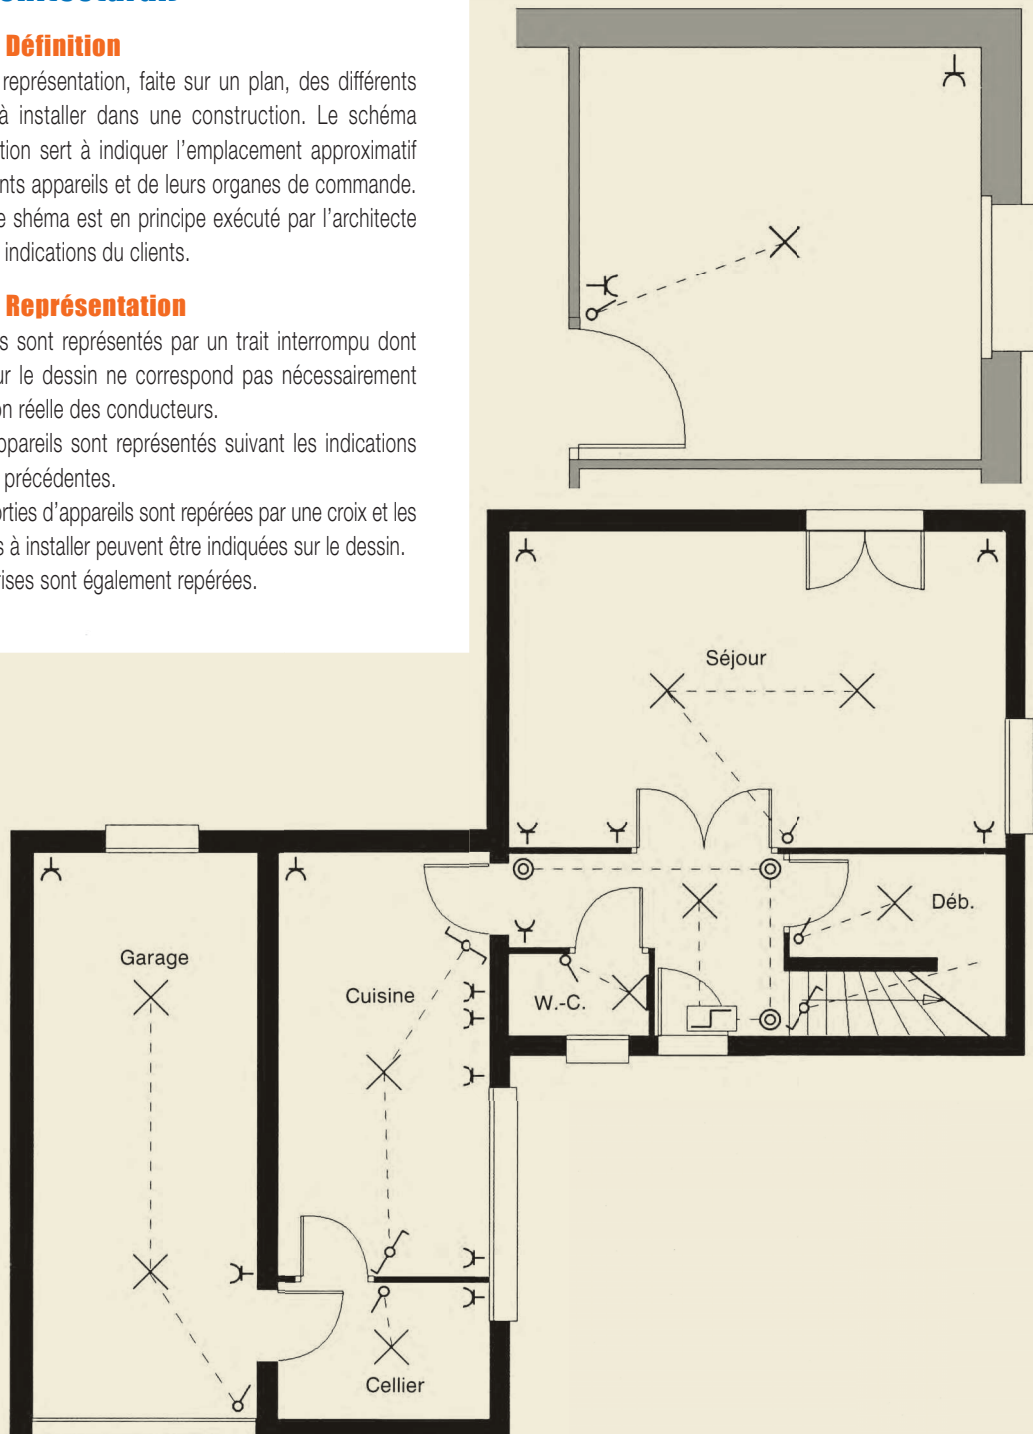 Définition
représentation, faite sur un plan, des différents
à installer dans une construction. Le schéma
tion sert à indiquer l'emplacement approximatif
nts appareils et de leurs organes de commande.
e shéma est en principe exécuté par l'architecte
indications du clients.
Représentation
s sont représentés par un trait interrompu dont
ur le dessin ne correspond pas nécessairement
on réelle des conducteurs.
ppareils sont représentés suivant les indications
précédentes.
orties d'appareils sont repérées par une croix et les
s à installer peuvent être indiquées sur le dessin.
rises sont également repérées.
Séjour
Déb.
Garage
Cuisine
W.-C.
Cellier